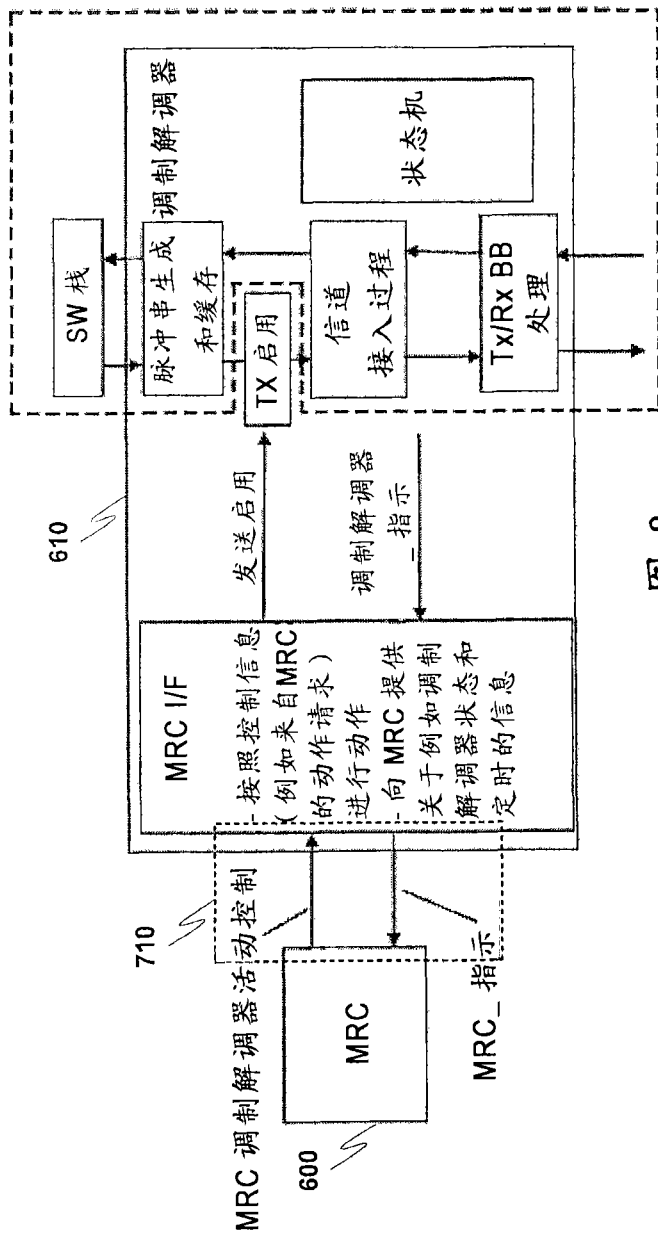 SW 栈
调制解调器
脉冲串生成
和缓存
TX 启用
信道
接入过程
Tx/Rx BB
处理
状态机
610
发送启用
调制解调器
_指示
MRC I/F
-按照控制信息
(例如来自MRC
的动作请求)
进行动作
-向 MRC 提供
关于例如调制
解调器状态和
定时的信息
710
MRC 调制解调器活动控制
MRC
MRC_ 指示
600
图